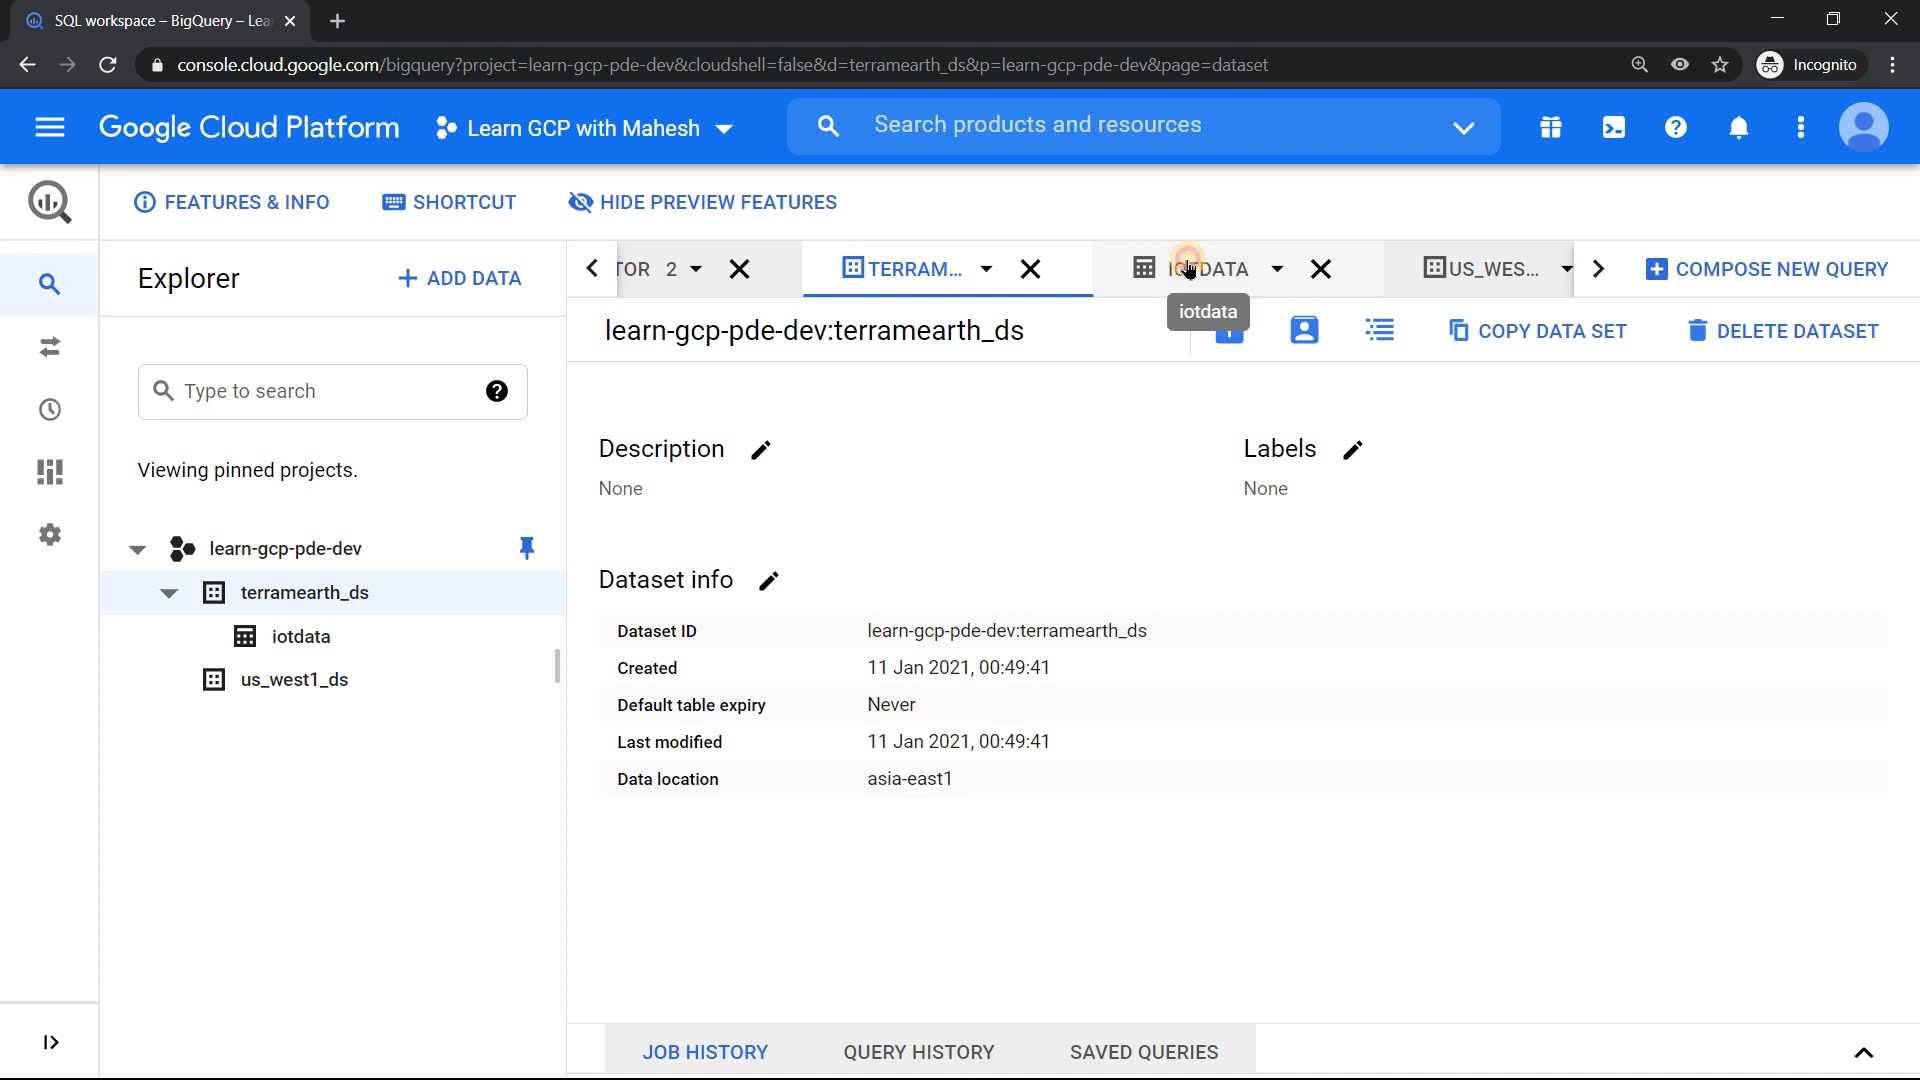 SQL workspace – BigQuery – Lea
console.cloud.google.com/bigquery?project=learn-gcp-pde-dev&cloudshell=false&d=terramearth_ds&p=learn-gcp-pde-dev&page=dataset
Incognito
Google Cloud Platform
Learn GCP with Mahesh
Search products and resources
FEATURES & INFO
SHORTCUT
HIDE PREVIEW FEATURES
Explorer
ADD DATA
TOR 2
TERRAM...
IOTDATA
US_WES...
COMPOSE NEW QUERY
iotdata
learn-gcp-pde-dev:terramearth_ds
COPY DATA SET
DELETE DATASET
Type to search
Viewing pinned projects.
learn-gcp-pde-dev
terramearth_ds
iotdata
us_west1_ds
Description
None
Labels
None
Dataset info
Dataset ID learn-gcp-pde-dev:terramearth_ds
Created 11 Jan 2021, 00:49:41
Default table expiry Never
Last modified 11 Jan 2021, 00:49:41
Data location asia-east1
JOB HISTORY
QUERY HISTORY
SAVED QUERIES